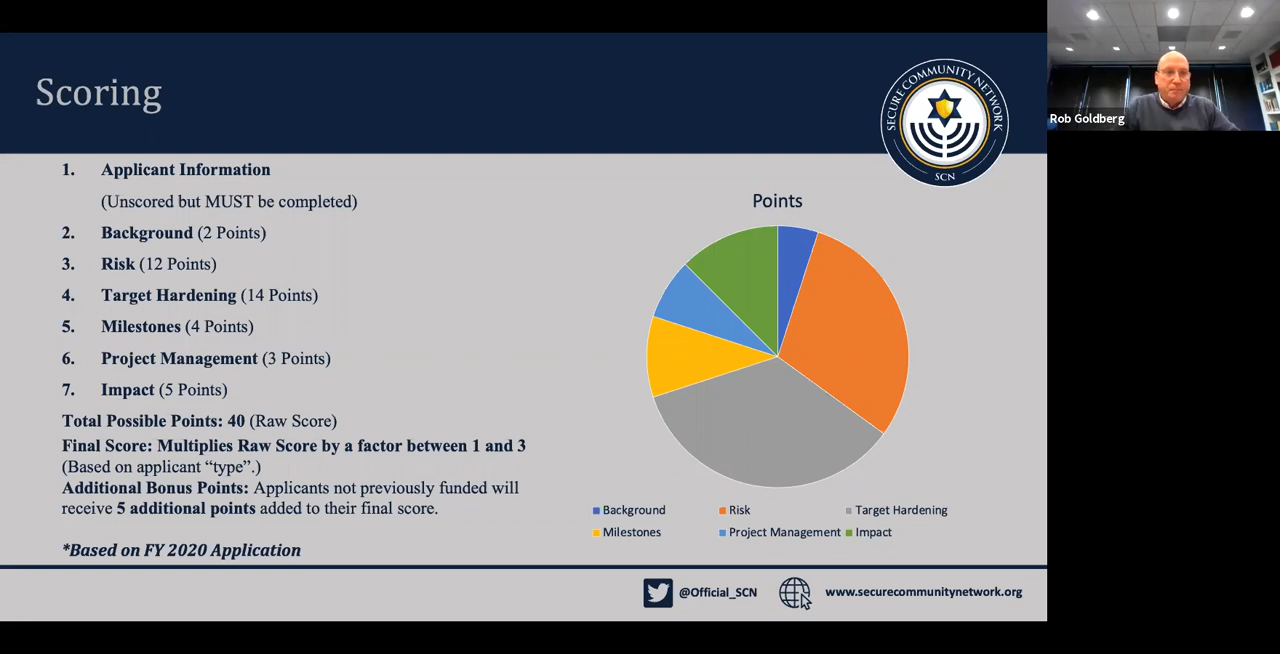 Scoring
SECURE COMMUNITY NETWORK
SCN
Rob Goldberg
1. Applicant Information
(Unscored but MUST be completed)
2. Background (2 Points)
3. Risk (12 Points)
4. Target Hardening (14 Points)
5. Milestones (4 Points)
6. Project Management (3 Points)
7. Impact (5 Points)
Total Possible Points: 40 (Raw Score)
Final Score: Multiplies Raw Score by a factor between 1 and 3
(Based on applicant “type”.)
Additional Bonus Points: Applicants not previously funded will
receive 5 additional points added to their final score.
*Based on FY 2020 Application
Points
Background Risk Target Hardening
Milestones Project Management Impact
@Official_SCN www.securecommunitynetwork.org